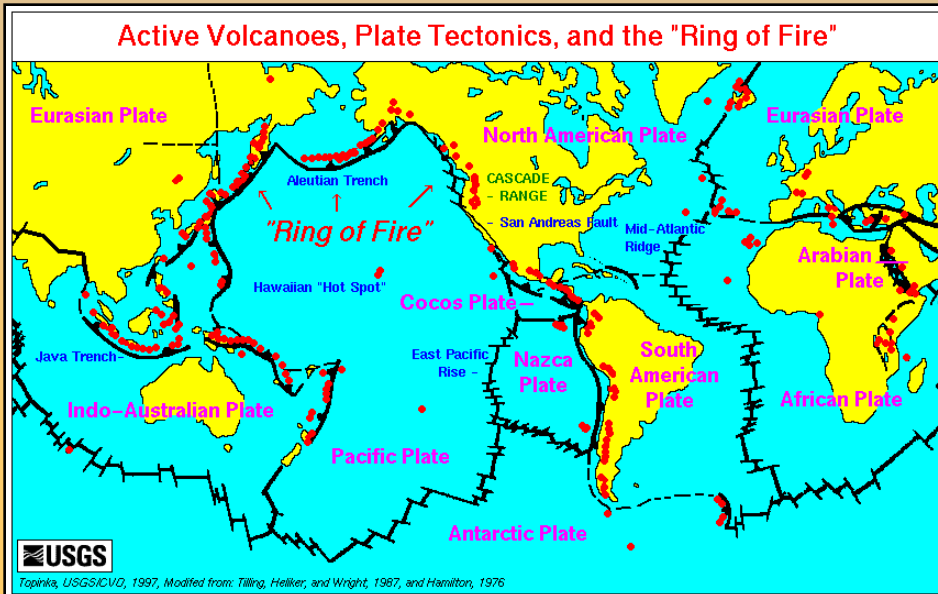 Active Volcanoes, Plate Tectonics, and the "Ring of Fire"
Eurasian Plate
North American Plate
Eurasian Plate
Aleutian Trench
CASCADE
RANGE
"Ring of Fire"
San Andreas Fault
Mid-Atlantic
Ridge
Arabian
Plate
Hawaiian "Hot Spot"
Cocos Plate
Java Trench
East Pacific
Rise
Nazca
Plate
South
American
Plate
Indo-Australian Plate
African Plate
Pacific Plate
Antarctic Plate
USGS
Topinka, USGS/CVO, 1997, Modifed from: Tilling, Heliker, and Wright, 1987, and Hamilton, 1976